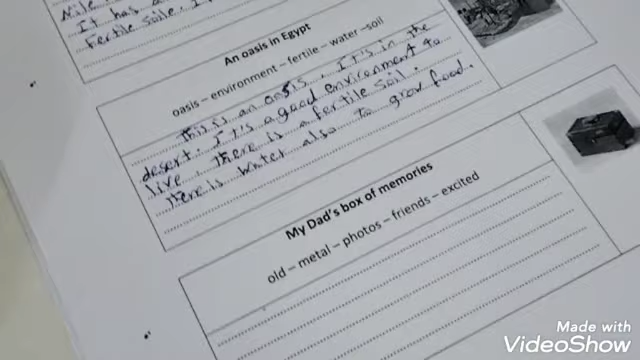 Nile
It has a
Fertile Soile. I
An oasis in Egypt
oasis – environment – fertile – water –soil
This is an oasis. It's in the
desert. It's a good environment to
live. There is a fertile soil.
there is water also to grow food.
My Dad's box of memories
old – metal – photos – friends – excited
Made with
VideoShow